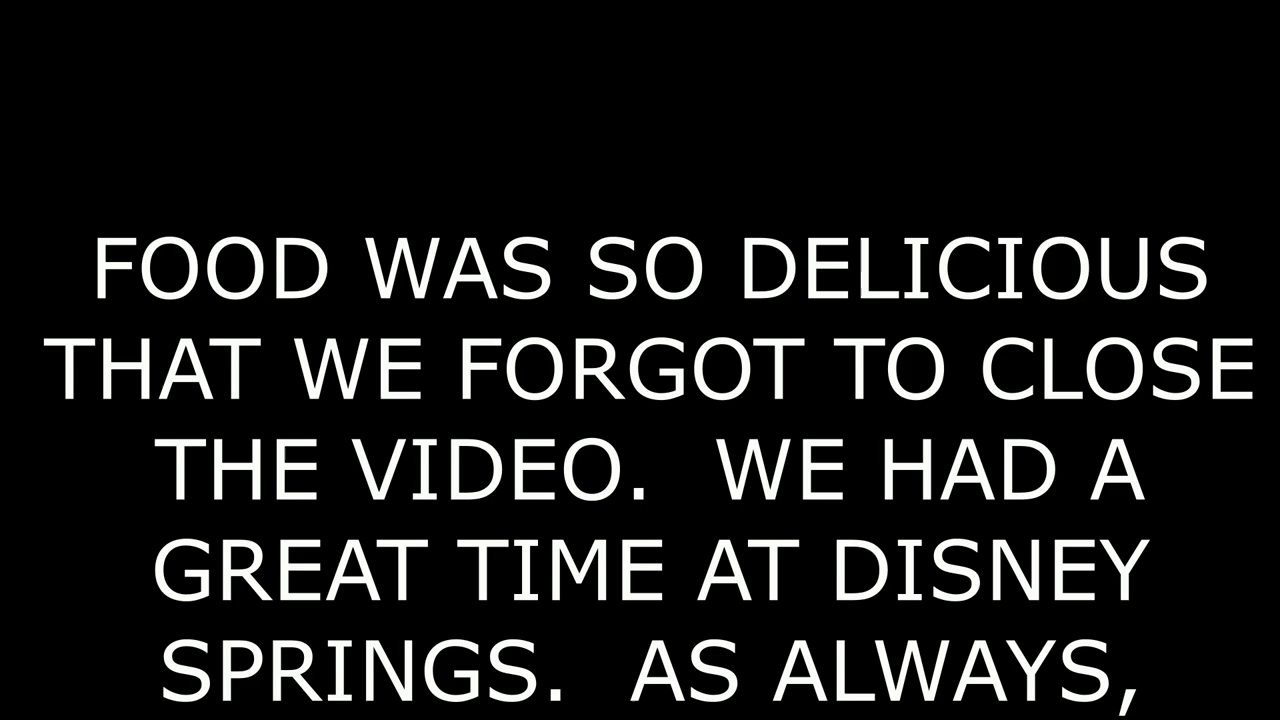 FOOD WAS SO DELICIOUS
THAT WE FORGOT TO CLOSE
THE VIDEO.  WE HAD A
GREAT TIME AT DISNEY
SPRINGS.  AS ALWAYS,